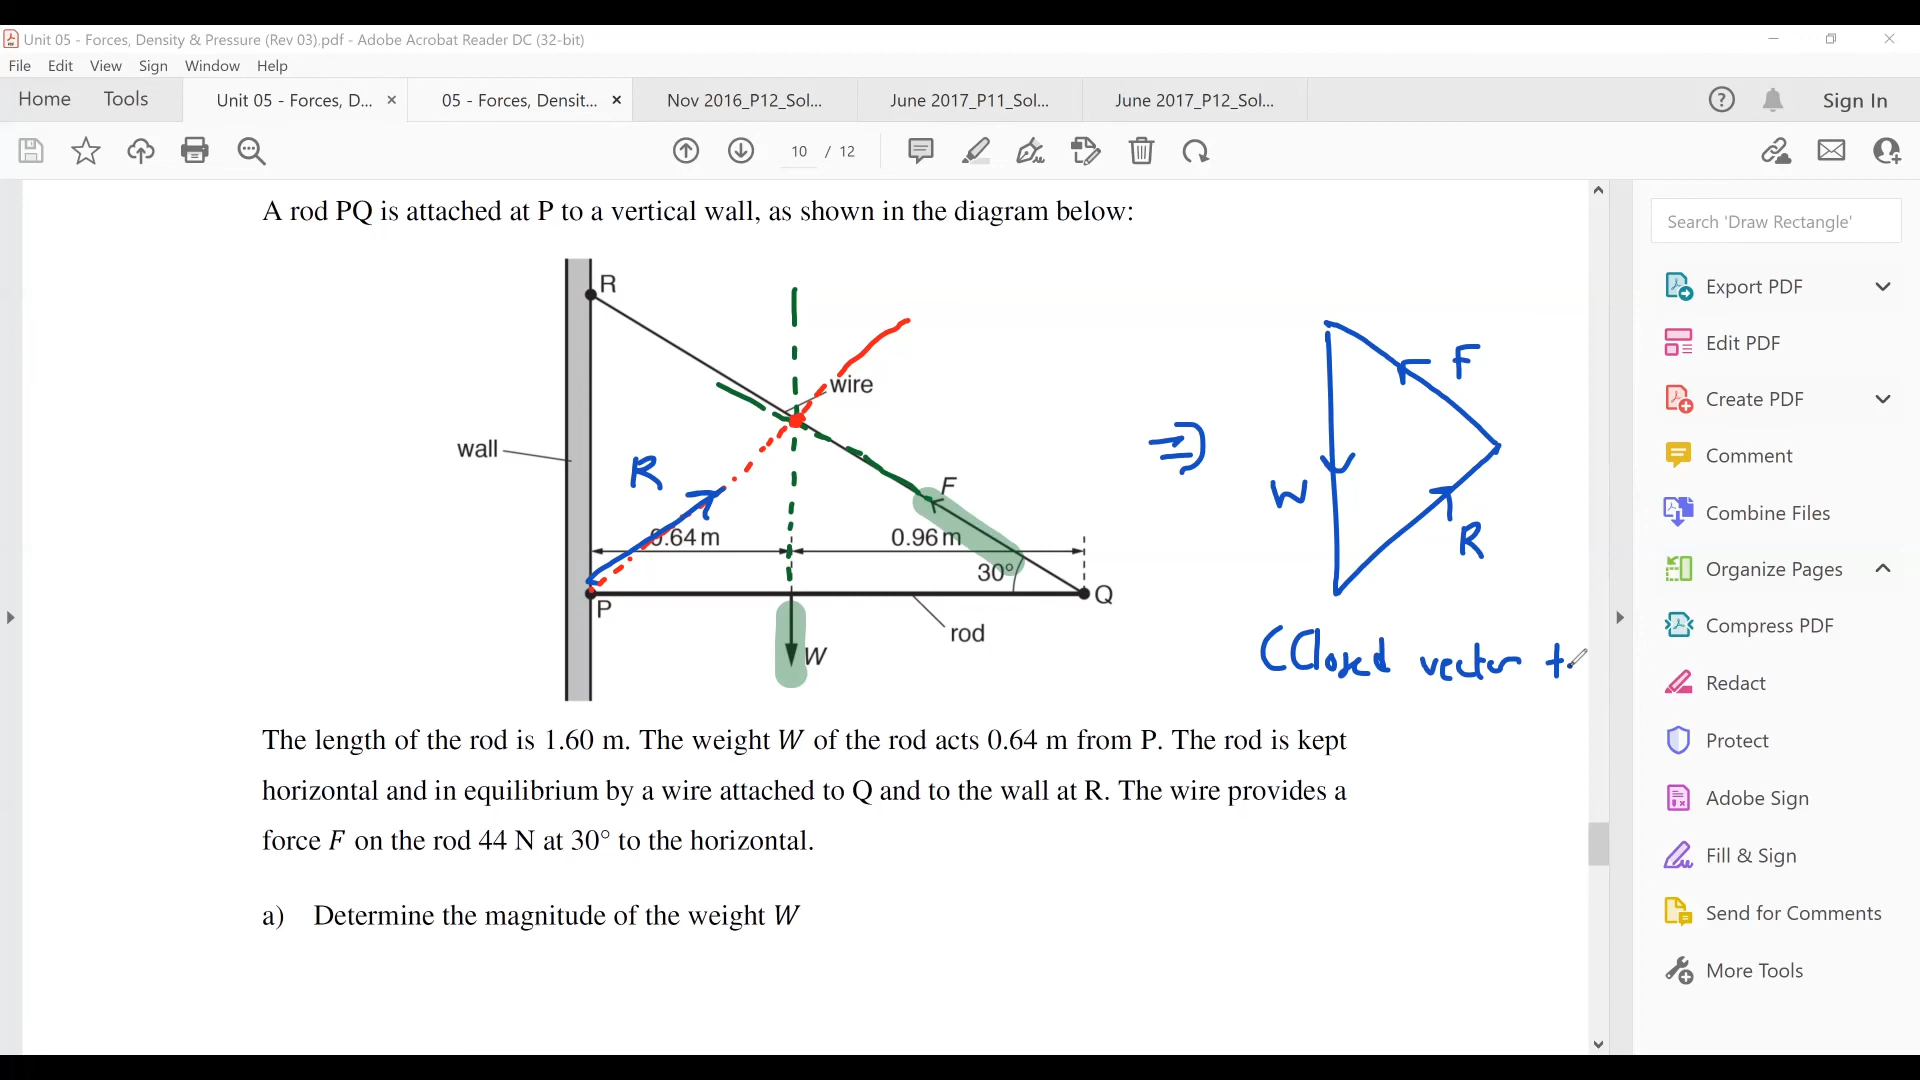 Unit 05 - Forces, Density & Pressure (Rev 03).pdf - Adobe Acrobat Reader DC (32-bit)
File Edit View Sign Window Help
Home Tools Unit 05 - Forces, D... × 05 - Forces, Densit... × Nov 2016_P12_Sol... June 2017_P11_Sol... June 2017_P12_Sol... Sign In
10 / 12
A rod PQ is attached at P to a vertical wall, as shown in the diagram below:
R
wire
wall
R
F
0.64 m
0.96 m
30°
P
Q
rod
W
⇒
F
W
R
(Closed vector t
The length of the rod is 1.60 m. The weight W of the rod acts 0.64 m from P. The rod is kept
horizontal and in equilibrium by a wire attached to Q and to the wall at R. The wire provides a
force F on the rod 44 N at 30° to the horizontal.
a) Determine the magnitude of the weight W
Search 'Draw Rectangle'
Export PDF
Edit PDF
Create PDF
Comment
Combine Files
Organize Pages
Compress PDF
Redact
Protect
Adobe Sign
Fill & Sign
Send for Comments
More Tools